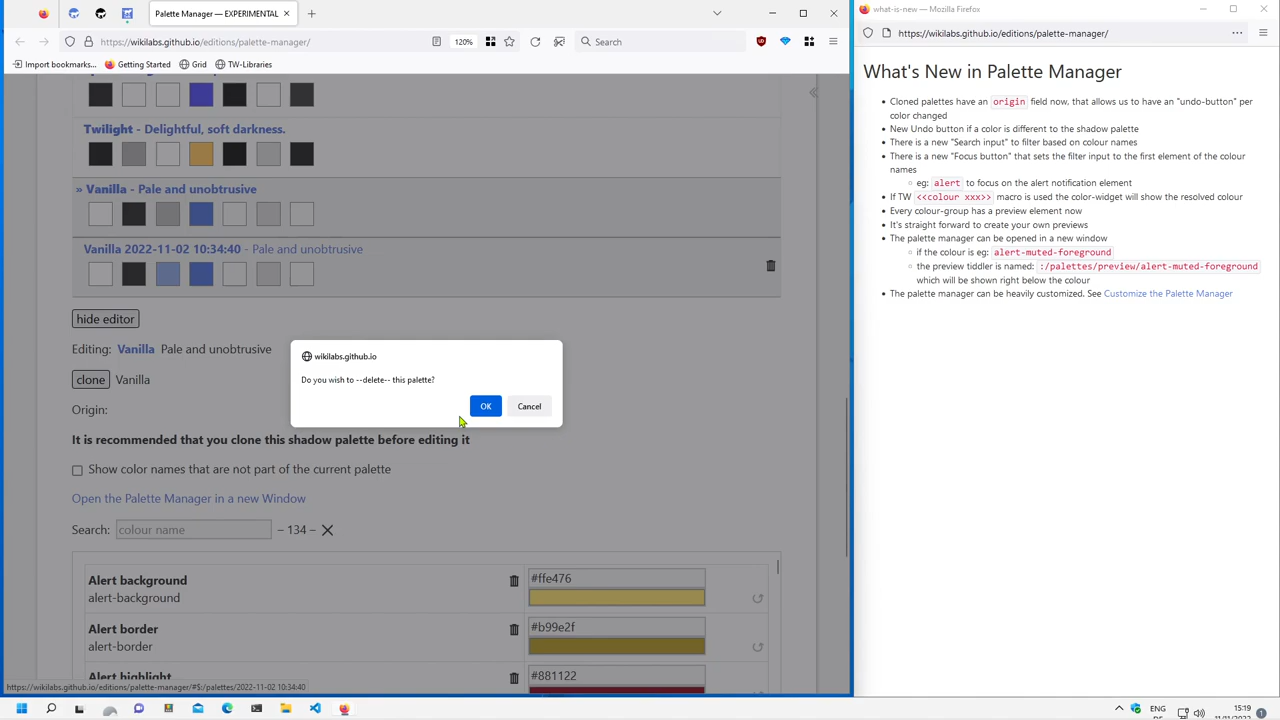 Palette Manager — EXPERIMENTAL
https://wikilabs.github.io/editions/palette-manager/
120%
Search
Import bookmarks...
Getting Started
Grid
TW-Libraries
Twilight - Delightful, soft darkness.
» Vanilla - Pale and unobtrusive
Vanilla 2022-11-02 10:34:40 - Pale and unobtrusive
hide editor
Editing: Vanilla Pale and unobtrusive
clone Vanilla
Origin:
It is recommended that you clone this shadow palette before editing it
Show color names that are not part of the current palette
Open the Palette Manager in a new Window
Search: colour name – 134 –
Alert background
alert-background
#ffe476
Alert border
alert-border
#b99e2f
Alert highlight
#881122
wikilabs.github.io
Do you wish to --delete-- this palette?
OK
Cancel
https://wikilabs.github.io/editions/palette-manager/#$:/palettes/2022-11-02 10:34:40
what-is-new — Mozilla Firefox
https://wikilabs.github.io/editions/palette-manager/
What's New in Palette Manager
Cloned palettes have an origin field now, that allows us to have an "undo-button" per
color changed
New Undo button if a color is different to the shadow palette
There is a new "Search input" to filter based on colour names
There is a new "Focus button" that sets the filter input to the first element of the colour
names
eg: alert to focus on the alert notification element
If TW <<colour xxx>> macro is used the color-widget will show the resolved colour
Every colour-group has a preview element now
It's straight forward to create your own previews
The palette manager can be opened in a new window
if the colour is eg: alert-muted-foreground
the preview tiddler is named: :/palettes/preview/alert-muted-foreground
which will be shown right below the colour
The palette manager can be heavily customized. See Customize the Palette Manager
ENG
15:19
11/11/2022